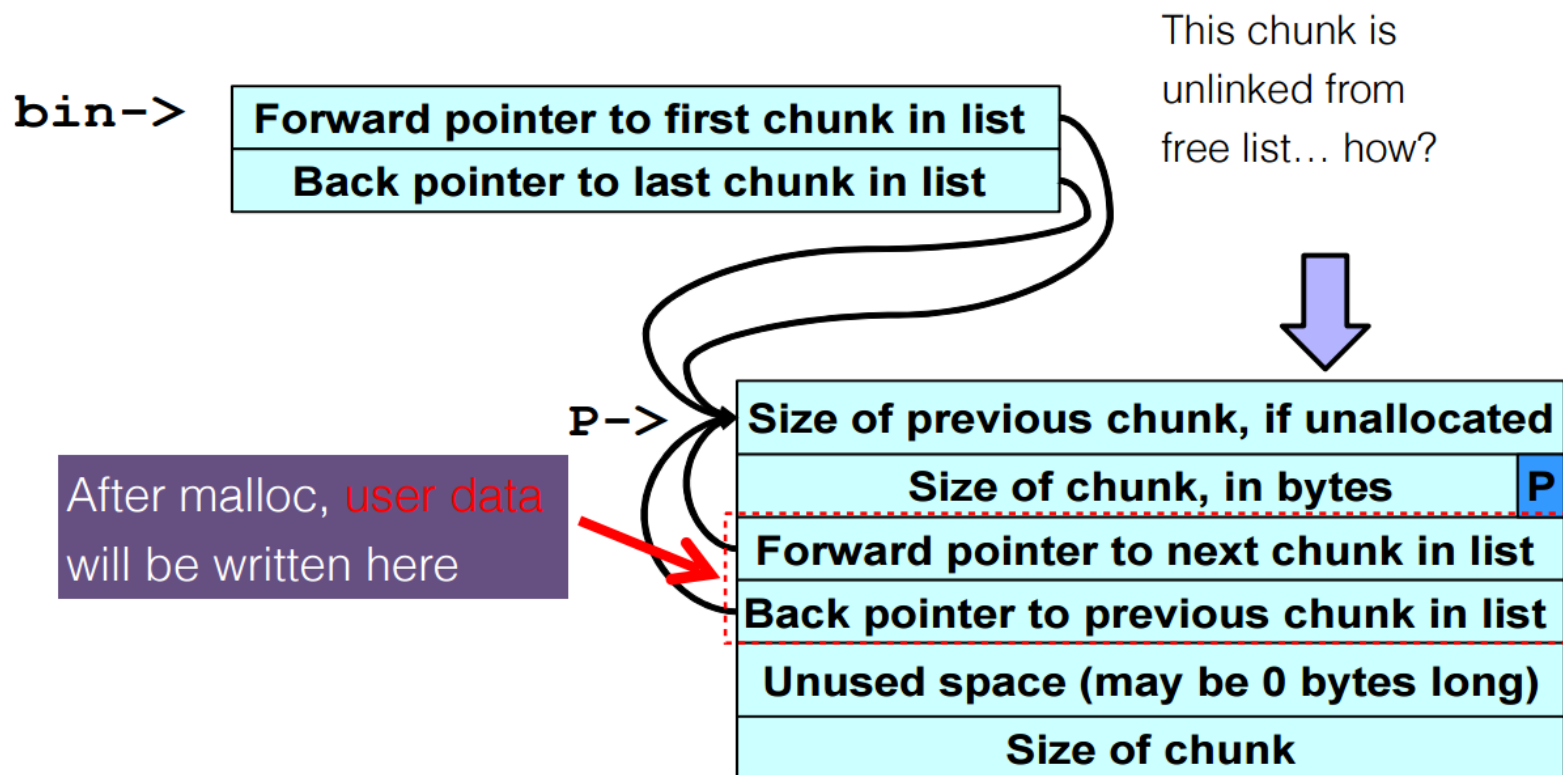 This chunk is
unlinked from
free list… how?
bin->
Forward pointer to first chunk in list
Back pointer to last chunk in list
P->
Size of previous chunk, if unallocated
Size of chunk, in bytes
P
After malloc, user data
will be written here
Forward pointer to next chunk in list
Back pointer to previous chunk in list
Unused space (may be 0 bytes long)
Size of chunk